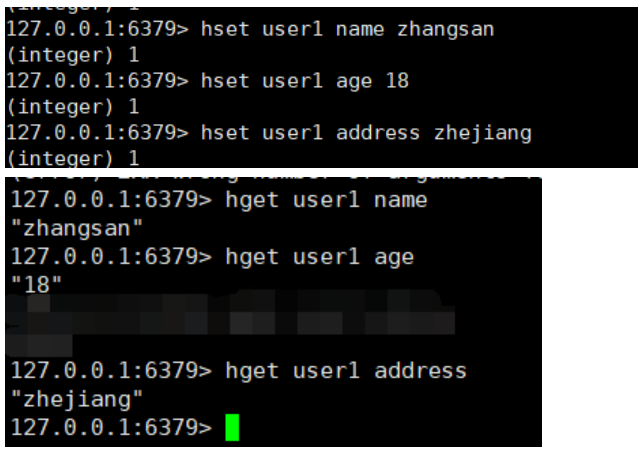 (integer) 1
127.0.0.1:6379> hset user1 name zhangsan
(integer) 1
127.0.0.1:6379> hset user1 age 18
(integer) 1
127.0.0.1:6379> hset user1 address zhejiang
(integer) 1
127.0.0.1:6379> hget user1 name
"zhangsan"
127.0.0.1:6379> hget user1 age
"18"
127.0.0.1:6379> hget user1 address
"zhejiang"
127.0.0.1:6379>